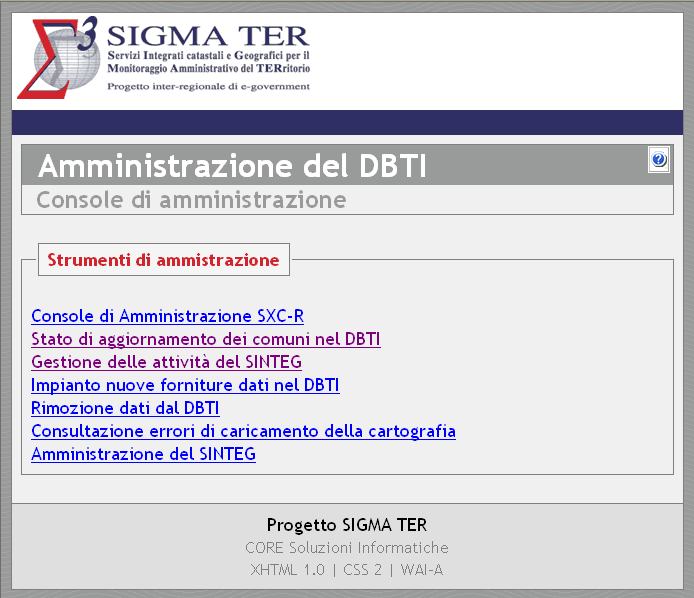 Σ3 SIGMA TER
Servizi Integrati catastali e Geografici per il
Monitoraggio Amministrativo del TERritorio
Progetto inter-regionale di e-government
Amministrazione del DBTI
?
Console di amministrazione
Strumenti di ammistrazione
Console di Amministrazione SXC-R
Stato di aggiornamento dei comuni nel DBTI
Gestione delle attività del SINTEG
Impianto nuove forniture dati nel DBTI
Rimozione dati dal DBTI
Consultazione errori di caricamento della cartografia
Amministrazione del SINTEG
Progetto SIGMA TER
CORE Soluzioni Informatiche
XHTML 1.0 | CSS 2 | WAI-A